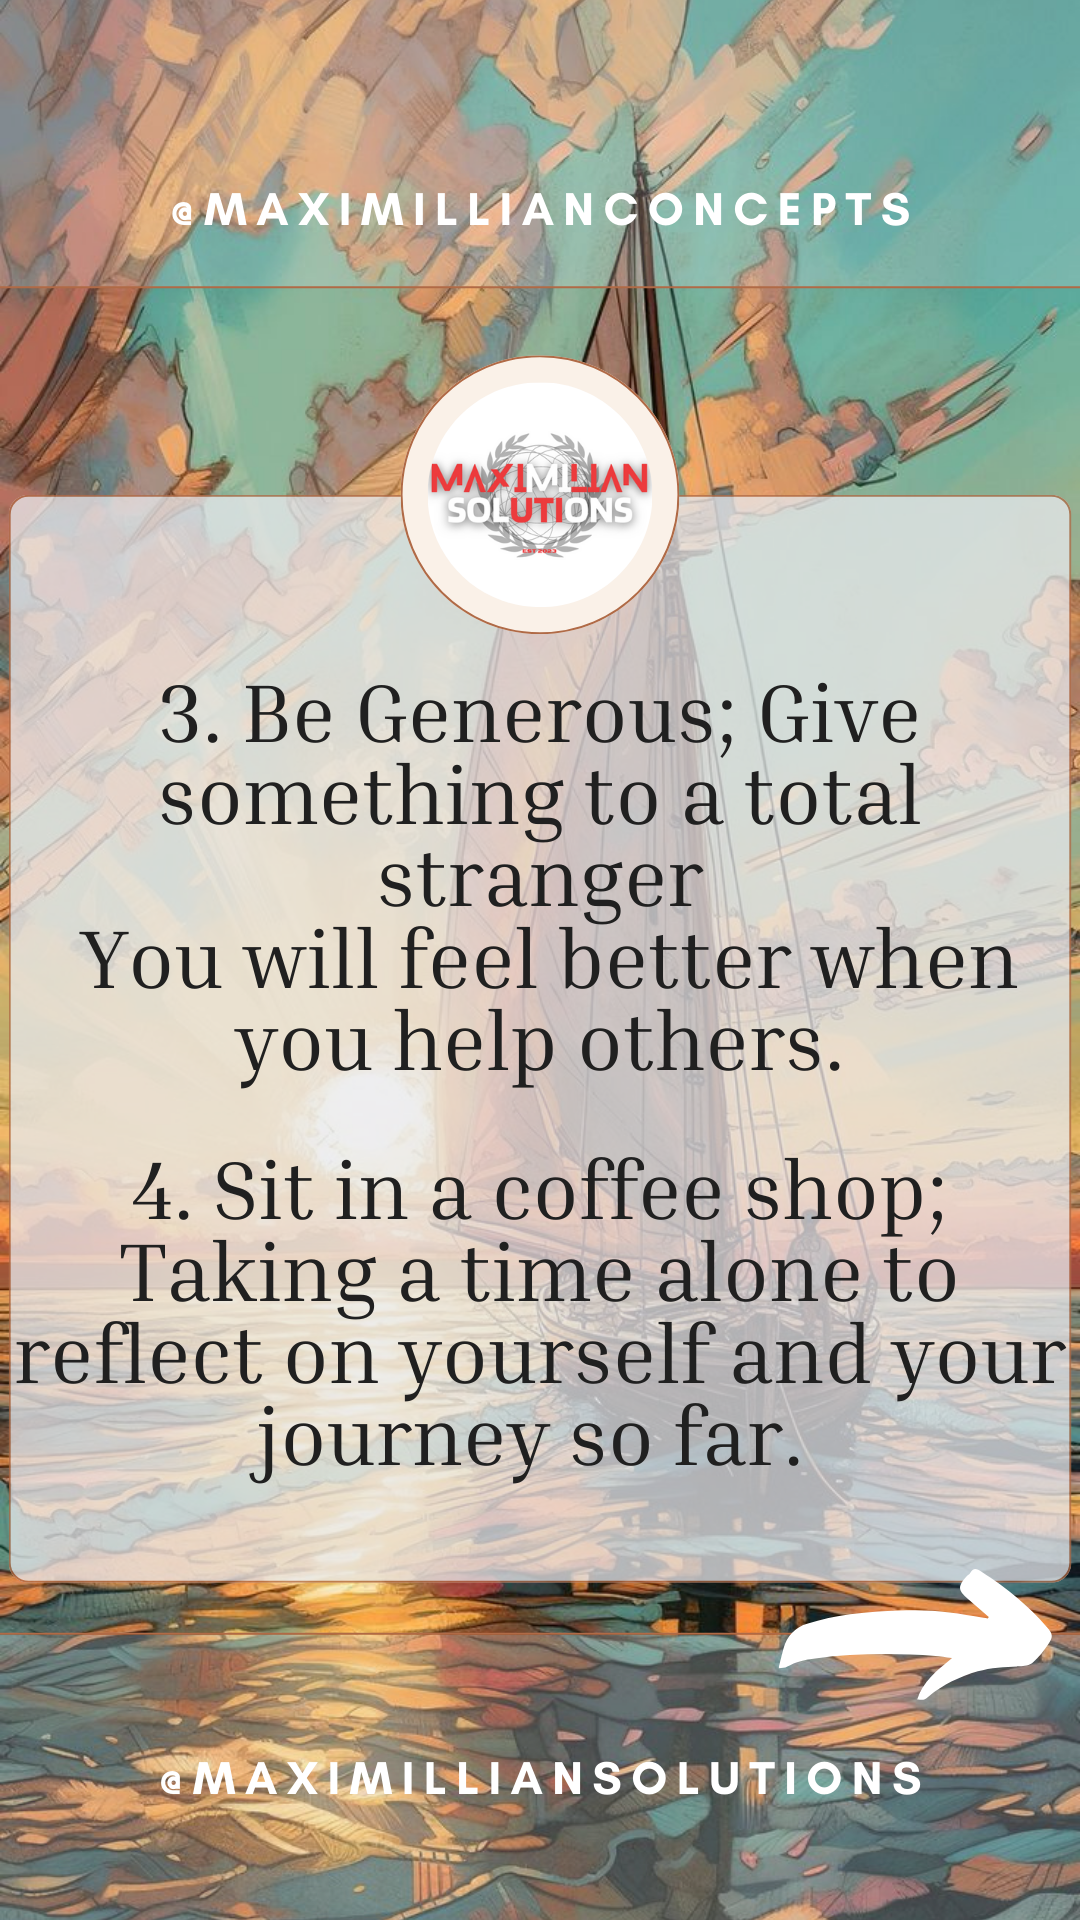 @MAXIMILLIANCONCEPTS
MAXIMILLIAN
SOLUTIONS
EST 2023
3. Be Generous; Give
something to a total
stranger
You will feel better when
you help others.
4. Sit in a coffee shop;
Taking a time alone to
reflect on yourself and your
journey so far.
@MAXIMILLIANSOLUTIONS